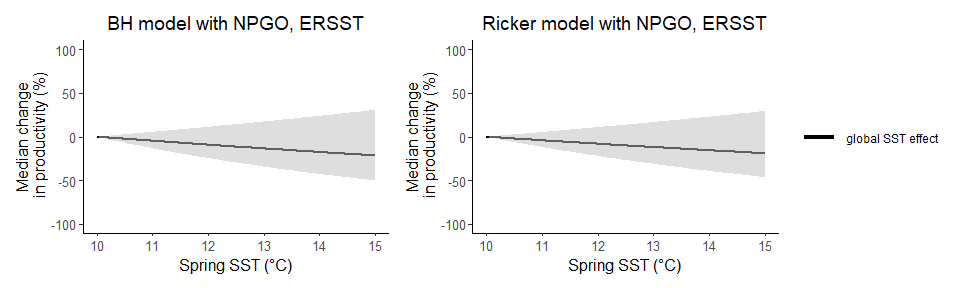 BH model with NPGO, ERSST
Median change
in productivity (%)
100
50
0
-50
-100
10 11 12 13 14 15
Spring SST (°C)
Ricker model with NPGO, ERSST
Median change
in productivity (%)
100
50
0
-50
-100
10 11 12 13 14 15
Spring SST (°C)
global SST effect